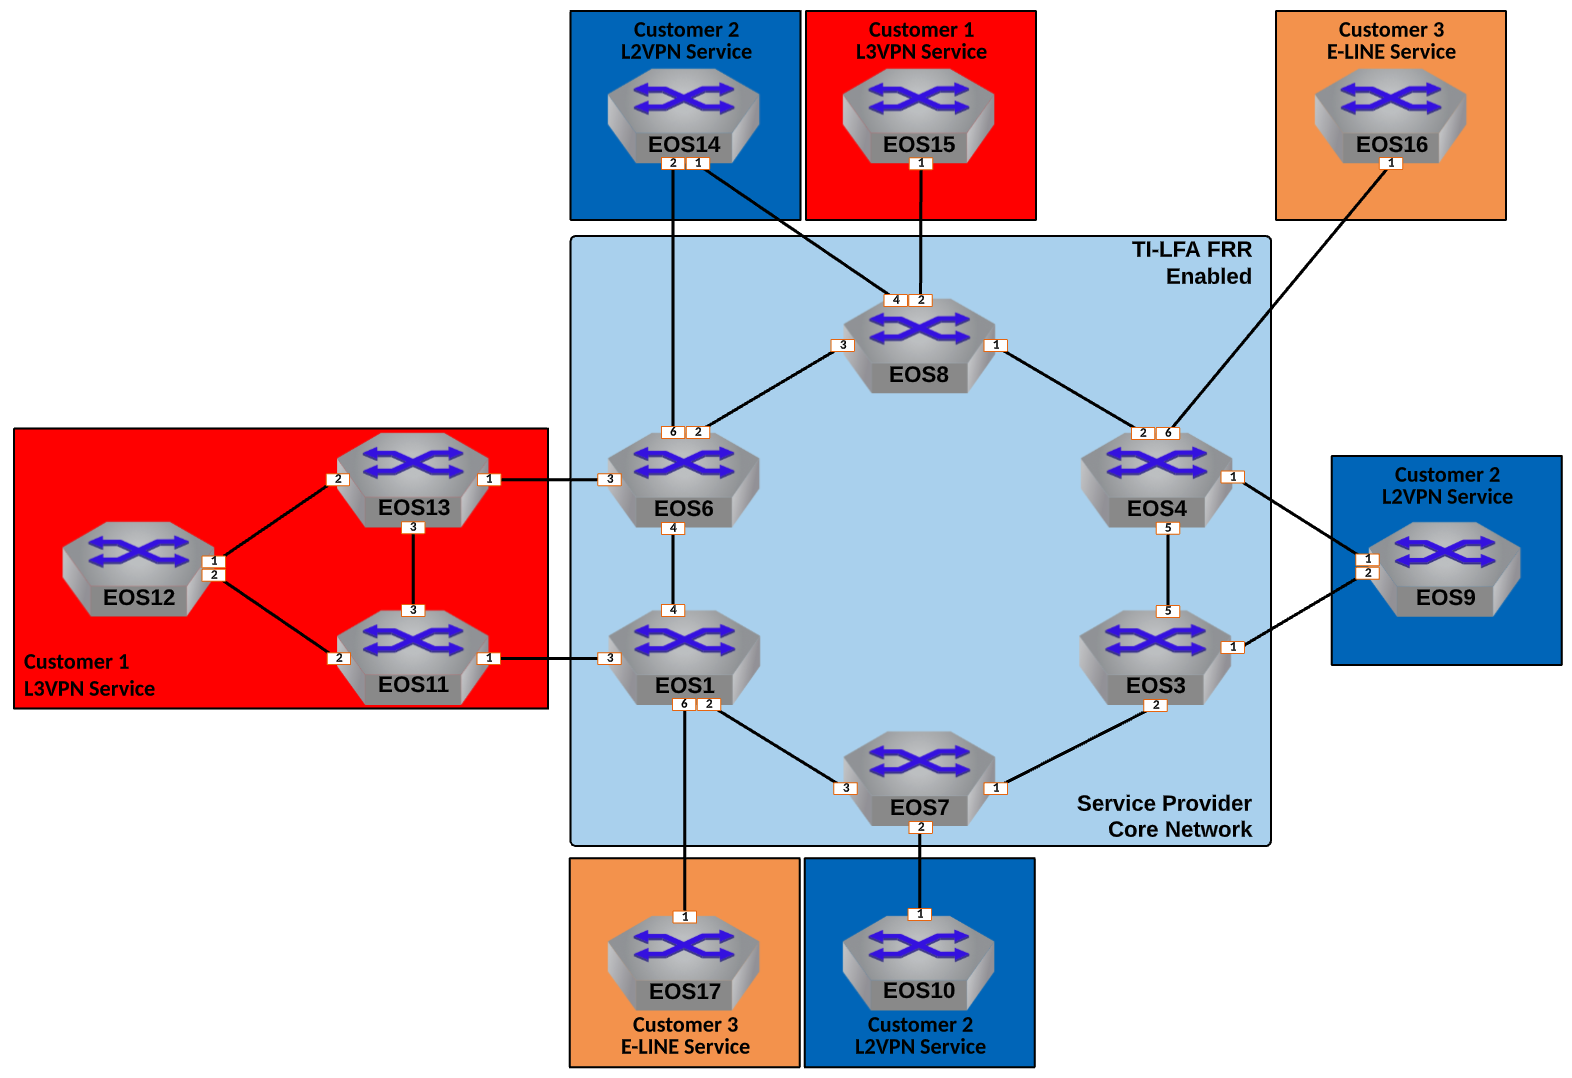 Customer 2
L2VPN Service
EOS14
2 1
Customer 1
L3VPN Service
EOS15
1
Customer 3
E-LINE Service
EOS16
1
TI-LFA FRR
Enabled
4 2
3 1
EOS8
6 2
3
EOS6
4
2 6
1
EOS4
5
2 1
EOS13
3
1
2
EOS12
3
2 1
EOS11
Customer 1
L3VPN Service
4
3
EOS1
6 2
5
1
EOS3
2
Customer 2
L2VPN Service
1
2
EOS9
3 1
EOS7
2
Service Provider
Core Network
1
EOS17
Customer 3
E-LINE Service
1
EOS10
Customer 2
L2VPN Service